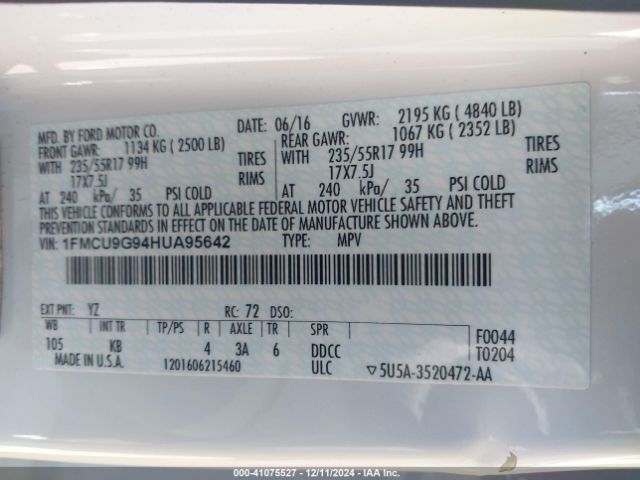 MFD. BY FORD MOTOR CO. DATE: 06/16 GVWR: 2195 KG ( 4840 LB)
FRONT GAWR: 1134 KG ( 2500 LB) REAR GAWR: 1067 KG ( 2352 LB)
WITH 235/55R17 99H TIRES WITH 235/55R17 99H TIRES
17X7.5J RIMS 17X7.5J RIMS
AT 240 kPa/ 35 PSI COLD AT 240 kPa/ 35 PSI COLD
THIS VEHICLE CONFORMS TO ALL APPLICABLE FEDERAL MOTOR VEHICLE SAFETY AND THEFT
PREVENTION STANDARDS IN EFFECT ON THE DATE OF MANUFACTURE SHOWN ABOVE.
VIN: 1FMCU9G94HUA95642 TYPE: MPV
EXT PNT: YZ RC: 72 DSO:
WB INT TR TP/PS R AXLE TR SPR F0044
105 KB 4 3A 6 DDCC T0204
MADE IN U.S.A. 1201606215460 ULC ▽5U5A-3520472-AA
000-41075527 - 12/11/2024 - IAA Inc.